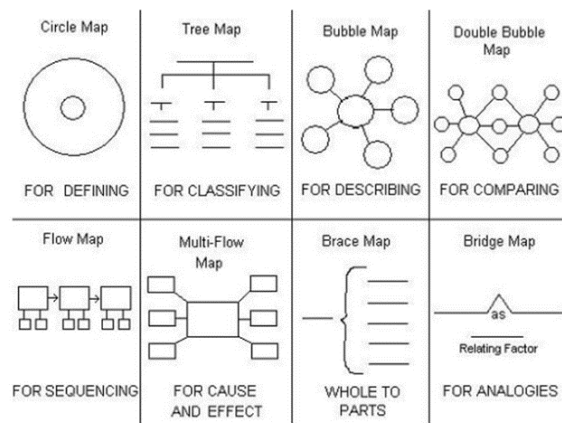 Circle Map
FOR DEFINING
Tree Map
FOR CLASSIFYING
Bubble Map
FOR DESCRIBING
Double Bubble
Map
FOR COMPARING
Flow Map
FOR SEQUENCING
Multi-Flow
Map
FOR CAUSE
AND EFFECT
Brace Map
WHOLE TO
PARTS
Bridge Map
as
Relating Factor
FOR ANALOGIES